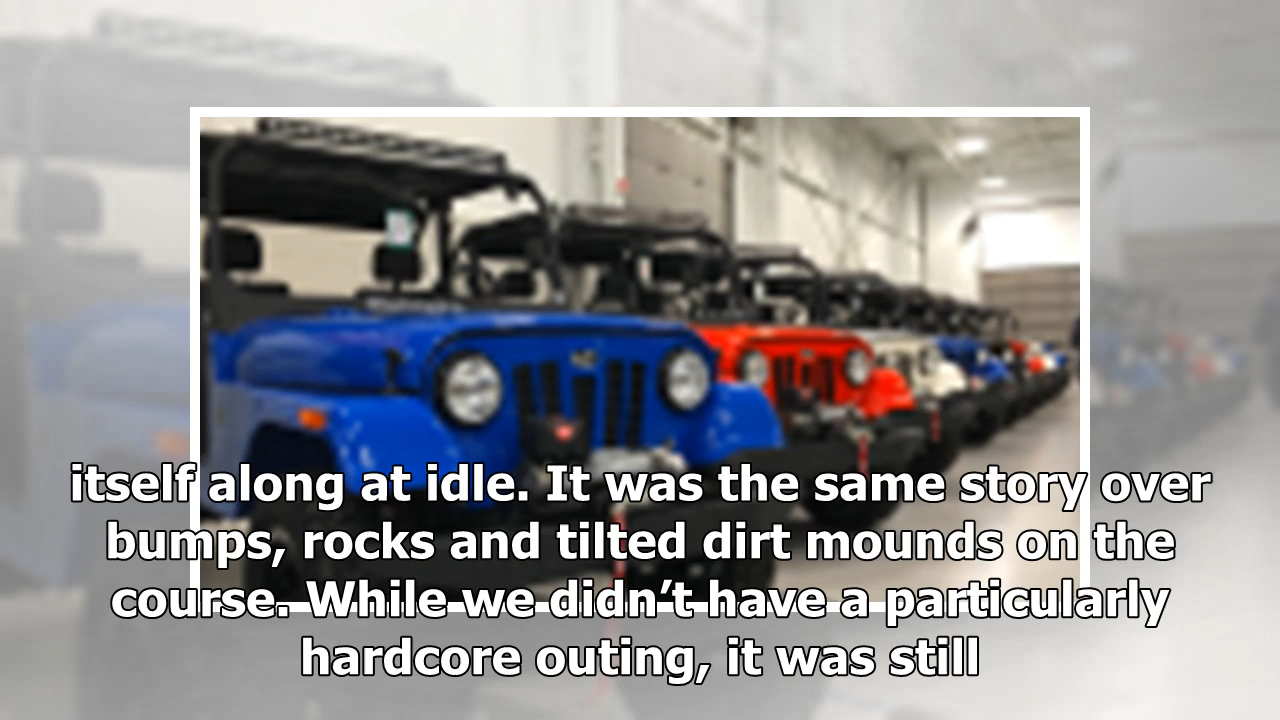 itself along at idle. It was the same story over
bumps, rocks and tilted dirt mounds on the
course. While we didn’t have a particularly
hardcore outing, it was still